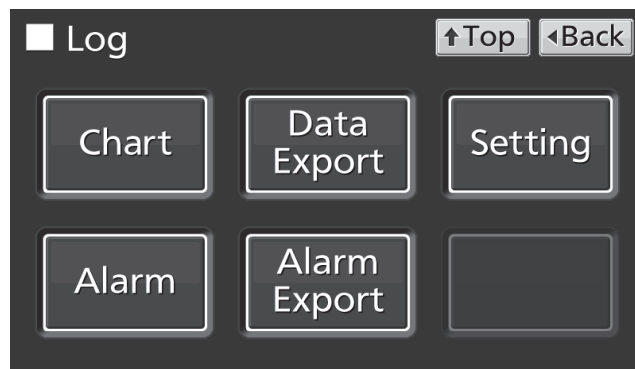 Log
↑Top
◂Back
Chart
Data
Export
Setting
Alarm
Alarm
Export